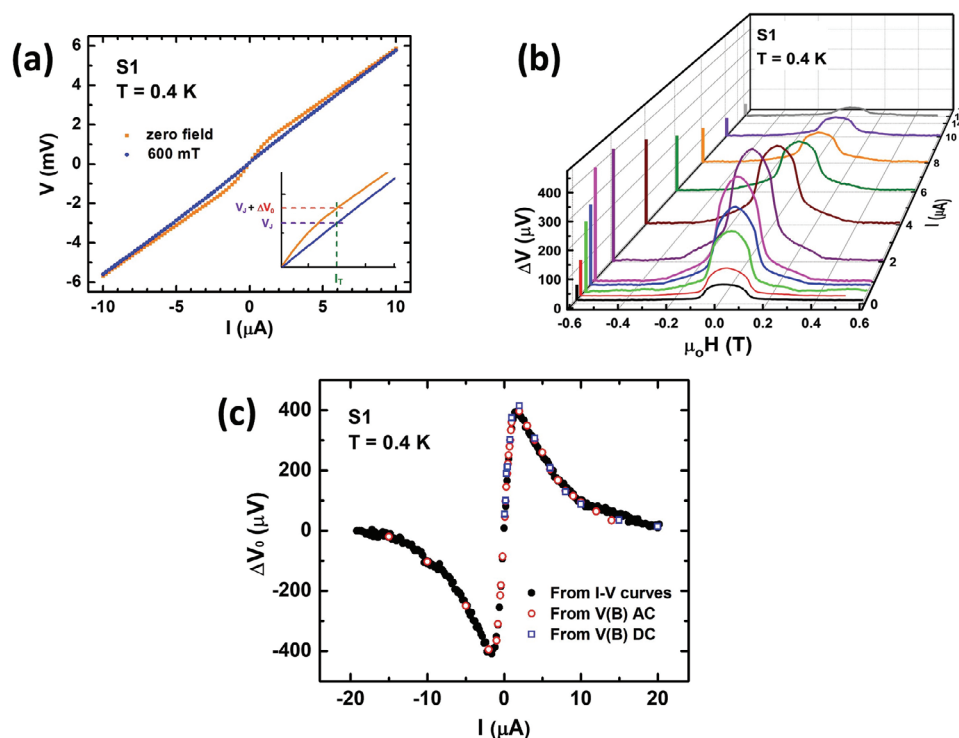 (a)
S1
T = 0.4 K
zero field
600 mT
V (mV)
6
4
2
0
-2
-4
-6
V_J + ΔV_0
V_J
I_T
-10
-5
0
5
10
I (μA)
(b)
S1
T = 0.4 K
ΔV (μV)
400
300
200
100
0
-0.6
-0.4
-0.2
0.0
0.2
0.4
0.6
μ_oH (T)
0
2
4
6
8
10
I (μA)
(c)
S1
T = 0.4 K
ΔV_0 (μV)
400
200
0
-200
-400
From I-V curves
From V(B) AC
From V(B) DC
-20
-10
0
10
20
I (μA)